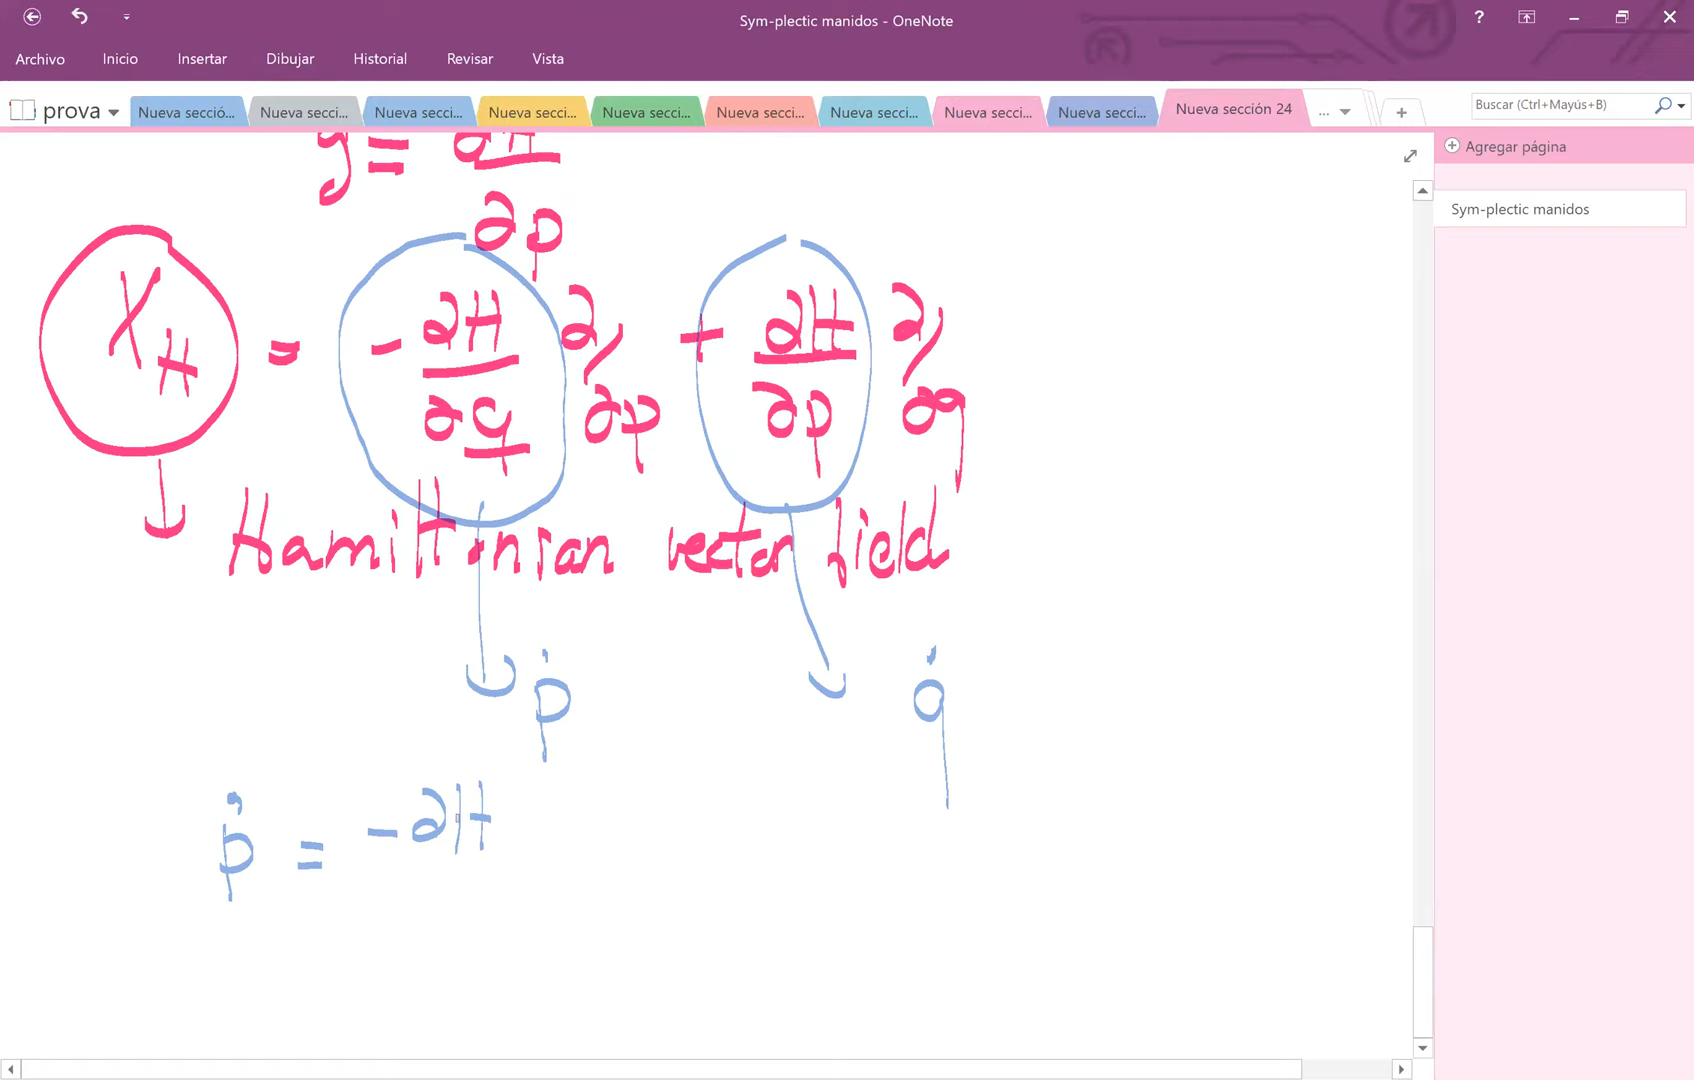 Sym-plectic manidos - OneNote
Archivo Inicio Insertar Dibujar Historial Revisar Vista
prova Nueva secció... Nueva secci... Nueva secci... Nueva secci... Nueva secci... Nueva secci... Nueva secci... Nueva secci... Nueva secci... Nueva sección 24 ... + Buscar (Ctrl+Mayús+B)
Agregar página
Sym-plectic manidos
∂p
X_H = - ∂H/∂q ∂/∂p + ∂H/∂p ∂/∂q
Hamiltonian vector field
ṗ q̇
ṗ = - ∂H